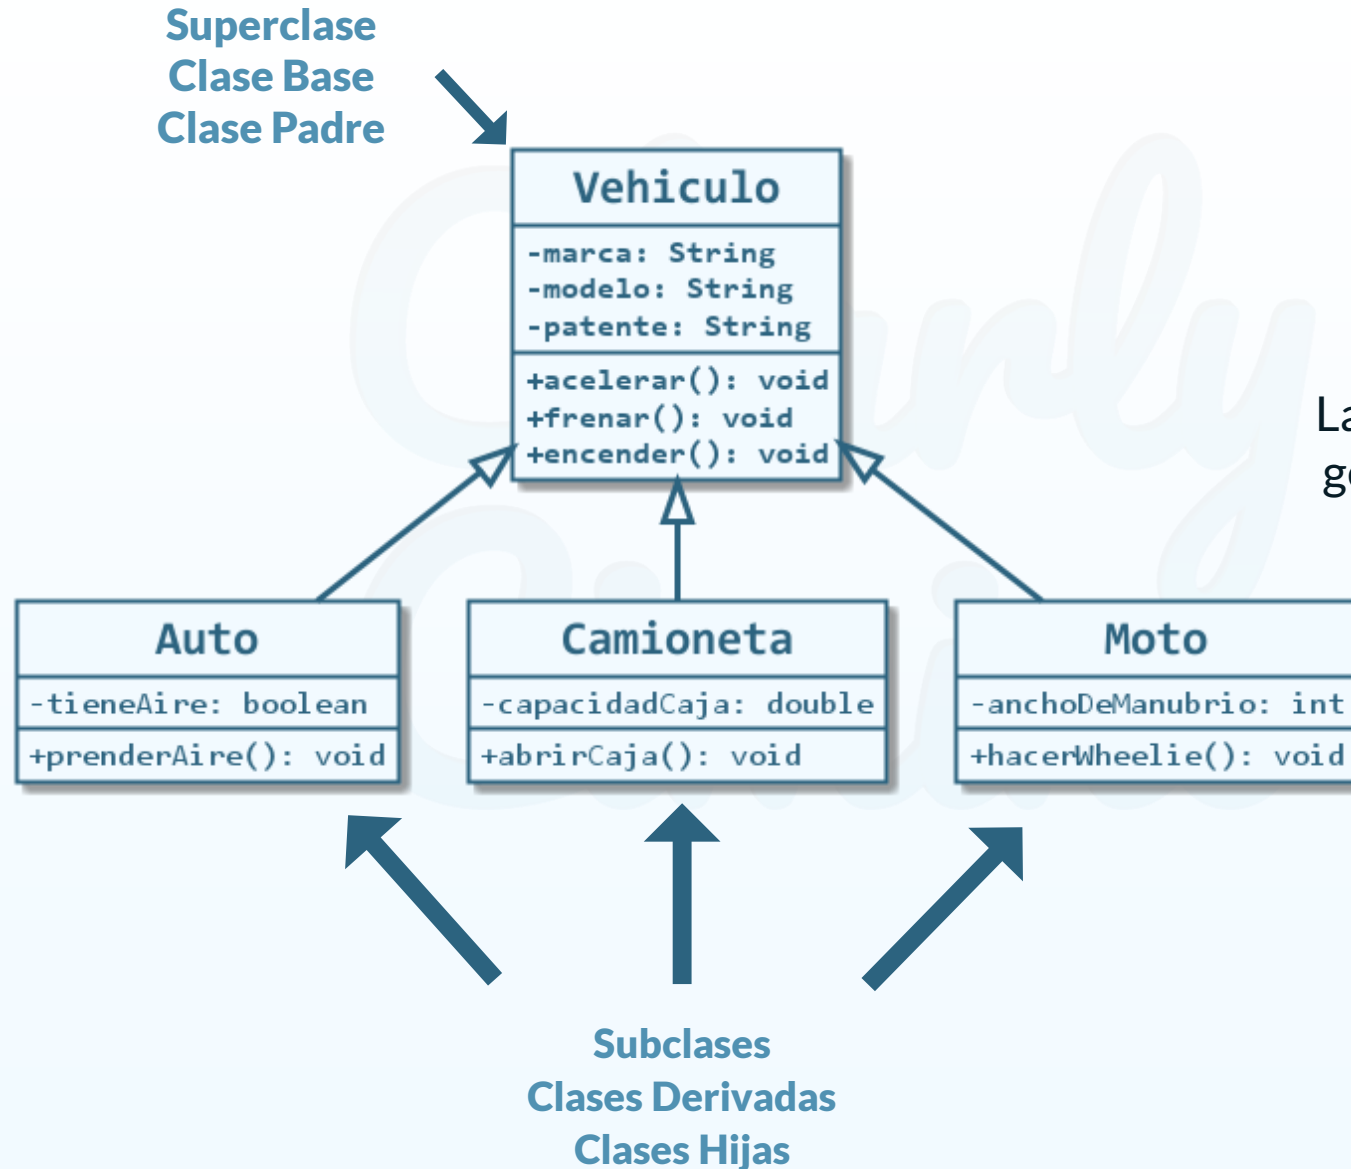 Superclase
Clase Base
Clase Padre
Vehiculo
-marca: String
-modelo: String
-patente: String
+acelerar(): void
+frenar(): void
+encender(): void
La
Auto
-tieneAire: boolean
+prenderAire(): void
Camioneta
-capacidadCaja: double
+abrirCaja(): void
Moto
-anchoDeManubrio: int
+hacerWheelie(): void
Subclases
Clases Derivadas
Clases Hijas